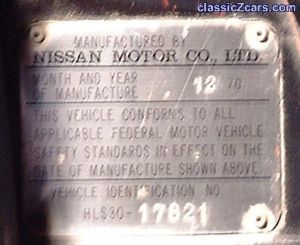 classicZcars.com
MANUFACTURED BY
NISSAN MOTOR CO., LTD.
MONTH AND YEAR
OF MANUFACTURE 12/70
THIS VEHICLE CONFORMS TO ALL
APPLICABLE FEDERAL MOTOR VEHICLE
SAFETY STANDARDS IN EFFECT ON THE
DATE OF MANUFACTURE SHOWN ABOVE.
VEHICLE IDENTIFICATION NO.
HLS30-17821